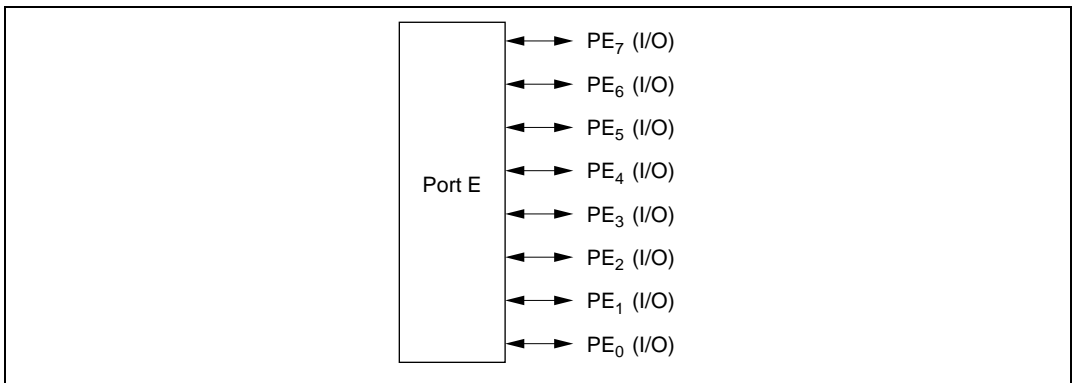 PE₇ (I/O)
PE₆ (I/O)
PE₅ (I/O)
PE₄ (I/O)
Port E
PE₃ (I/O)
PE₂ (I/O)
PE₁ (I/O)
PE₀ (I/O)